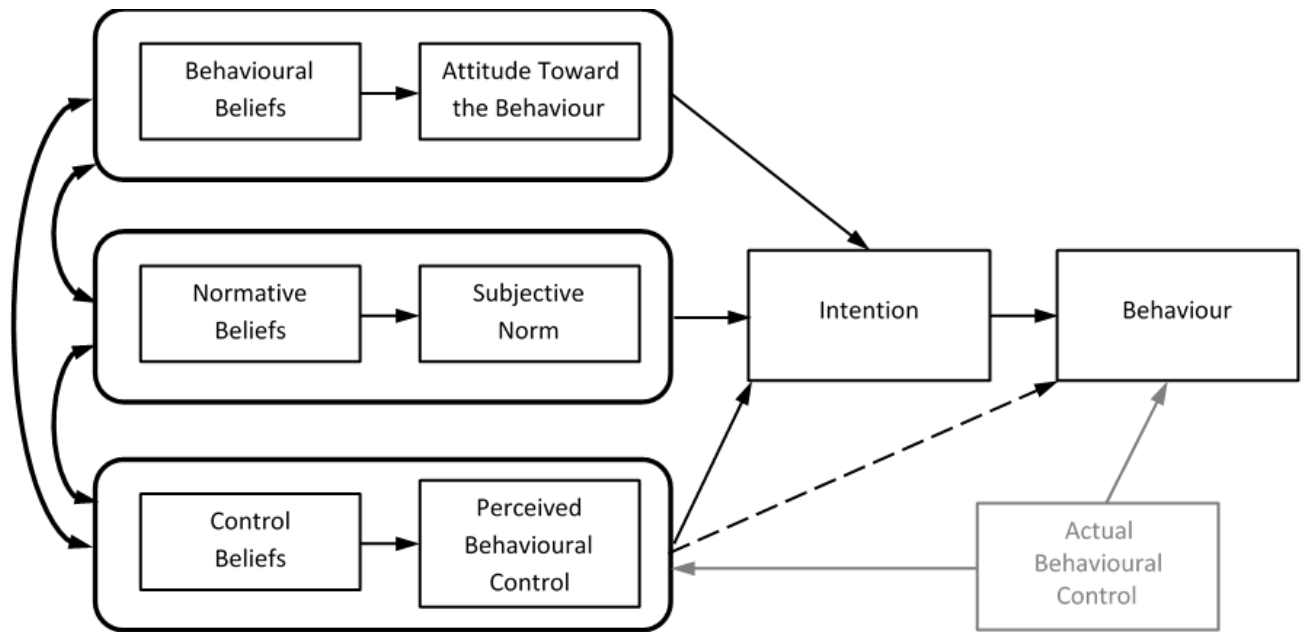 Behavioural
Beliefs
Attitude Toward
the Behaviour
Normative
Beliefs
Subjective
Norm
Intention
Behaviour
Control
Beliefs
Perceived
Behavioural
Control
Actual
Behavioural
Control